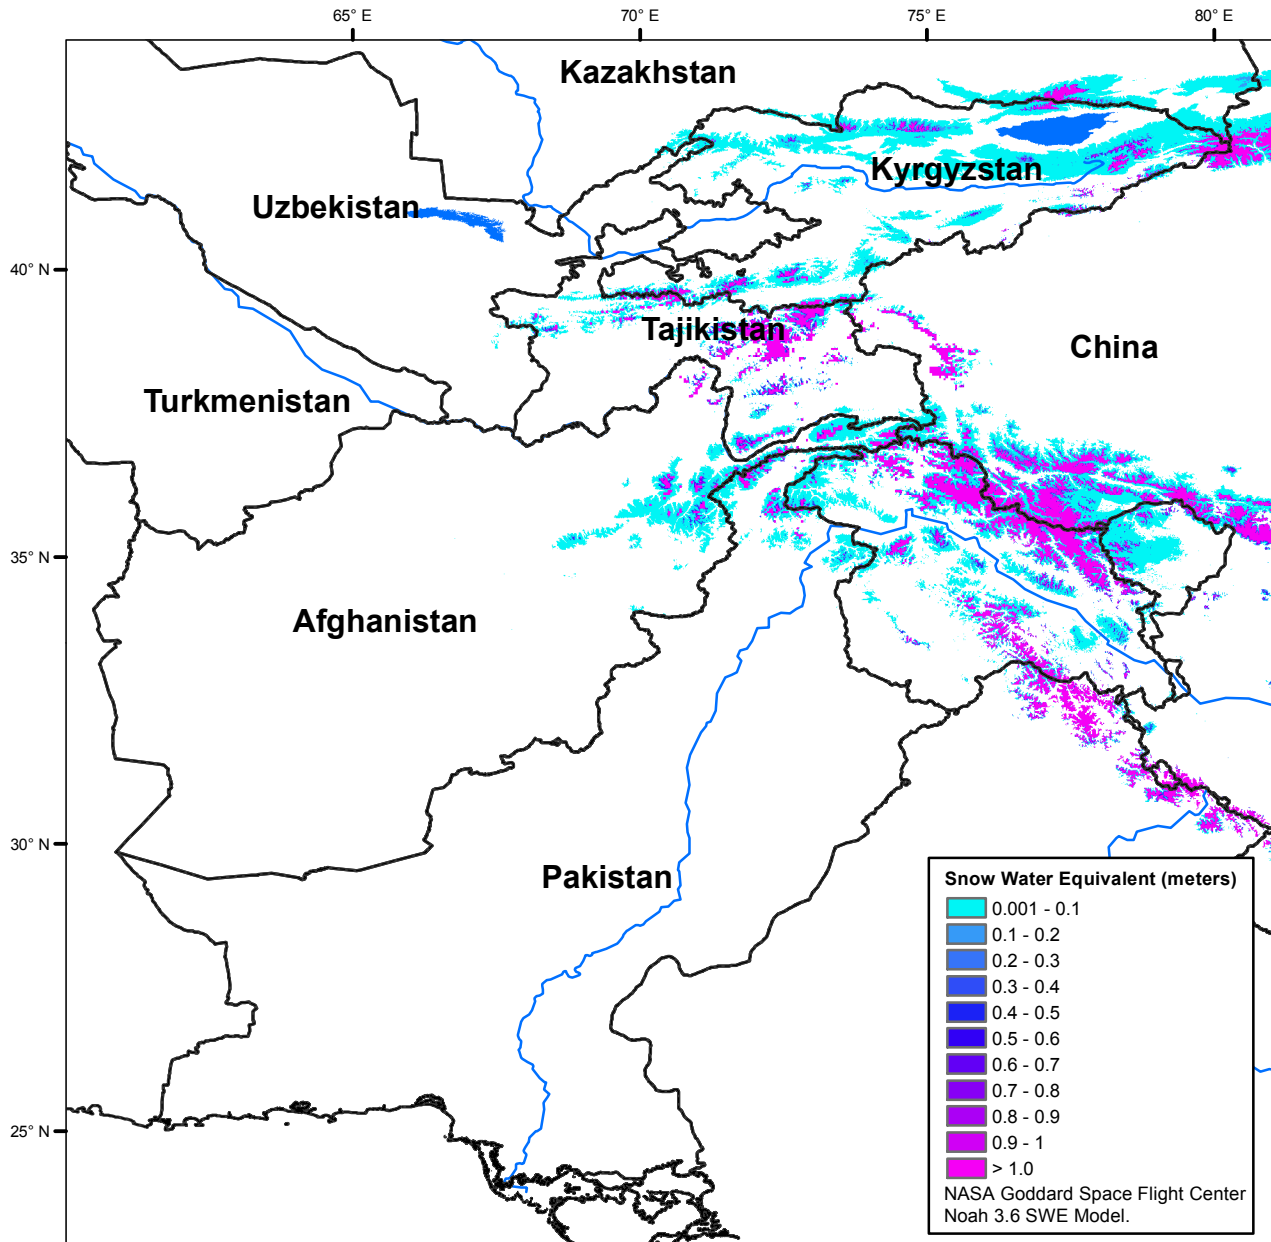 65° E
70° E
75° E
80° E
Kazakhstan
Kyrgyzstan
Uzbekistan
40° N
Tajikistan
China
Turkmenistan
35° N
Afghanistan
30° N
Pakistan
25° N
Snow Water Equivalent (meters)
0.001 - 0.1
0.1 - 0.2
0.2 - 0.3
0.3 - 0.4
0.4 - 0.5
0.5 - 0.6
0.6 - 0.7
0.7 - 0.8
0.8 - 0.9
0.9 - 1
> 1.0
NASA Goddard Space Flight Center
Noah 3.6 SWE Model.